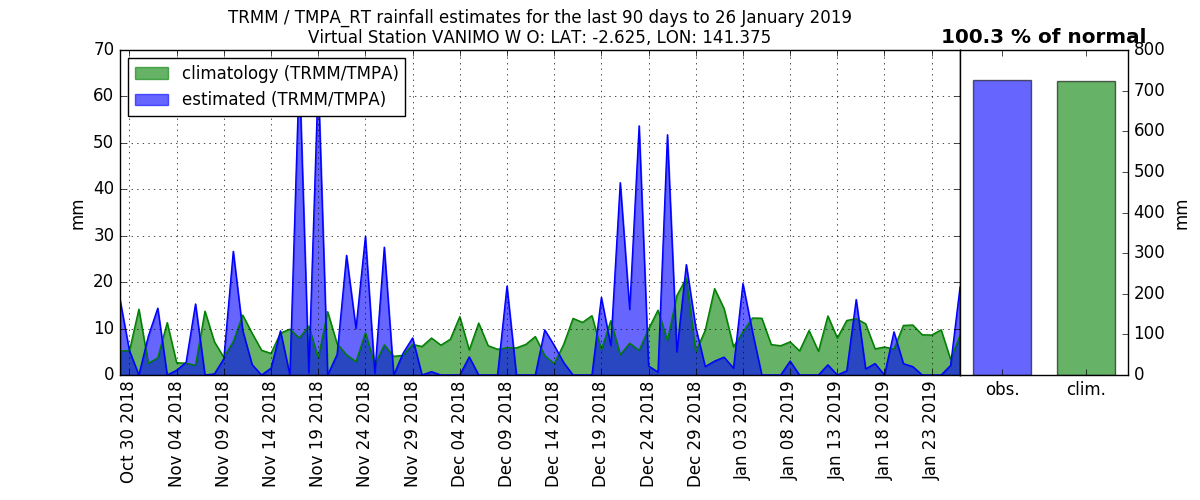 TRMM / TMPA_RT rainfall estimates for the last 90 days to 26 January 2019
Virtual Station VANIMO W O: LAT: -2.625, LON: 141.375
100.3 % of normal
climatology (TRMM/TMPA)
estimated (TRMM/TMPA)
70
60
50
40
30
20
10
0
mm
800
700
600
500
400
300
200
100
0
mm
Oct 30 2018
Nov 04 2018
Nov 09 2018
Nov 14 2018
Nov 19 2018
Nov 24 2018
Nov 29 2018
Dec 04 2018
Dec 09 2018
Dec 14 2018
Dec 19 2018
Dec 24 2018
Dec 29 2018
Jan 03 2019
Jan 08 2019
Jan 13 2019
Jan 18 2019
Jan 23 2019
obs.
clim.